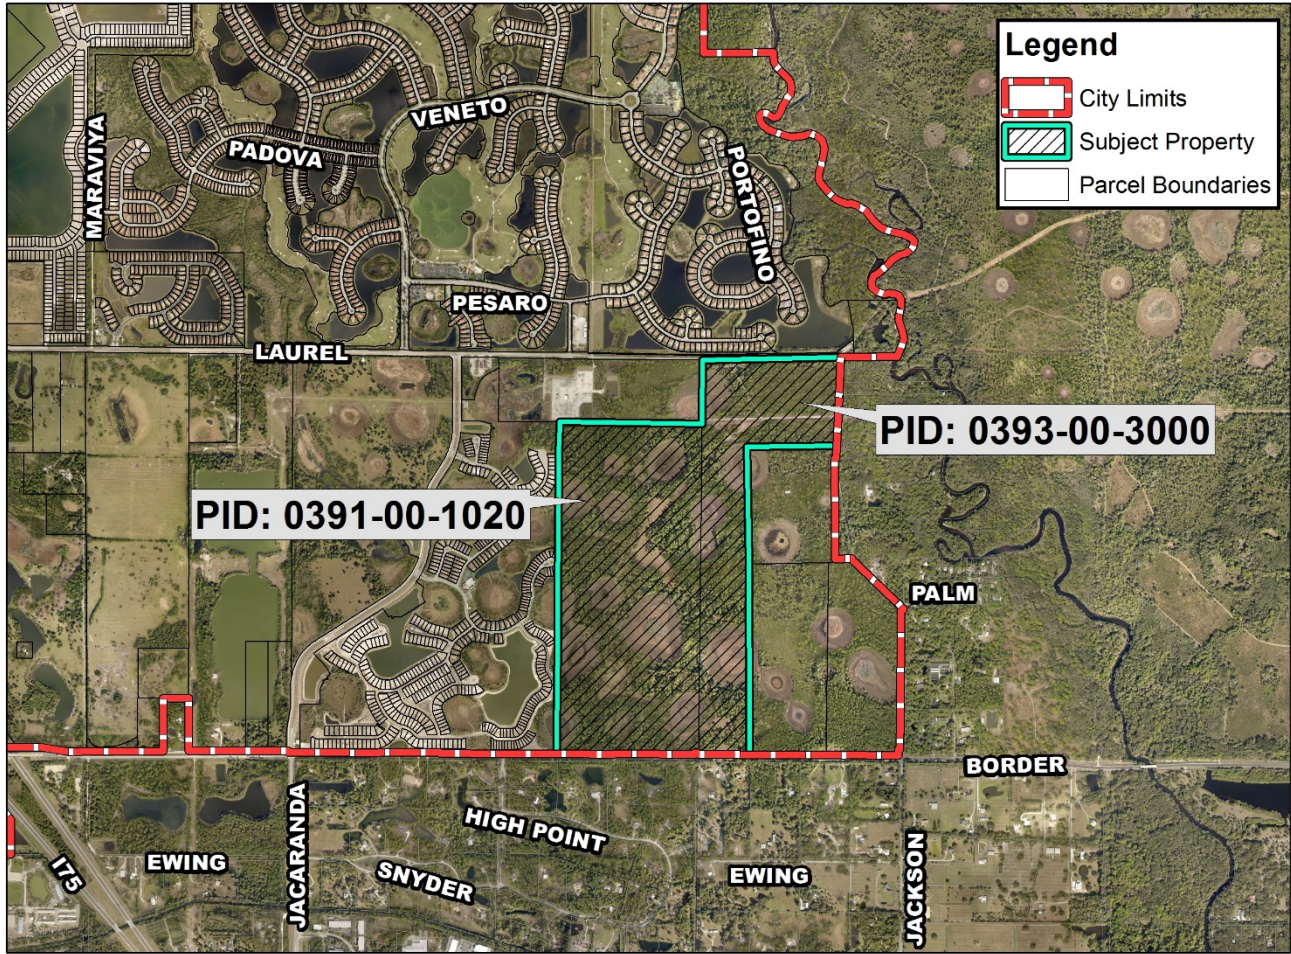 Legend
City Limits
Subject Property
Parcel Boundaries
MARAVIYA
PADOVA
VENETO
PORTOFINO
PESARO
LAUREL
PID: 0393-00-3000
PID: 0391-00-1020
PALM
BORDER
I75
EWING
JACARANDA
SNYDER
HIGH POINT
EWING
JACKSON